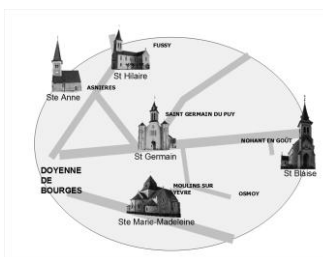 FUSSY
St Hilaire
ASNIERES
Ste Anne
SAINT GERMAIN DU PUY
St Germain
NOHANT EN GOÛT
St Blaise
DOYENNE
DE
BOURGES
MOULINS SUR
YEVRE
OSMOY
Ste Marie-Madeleine